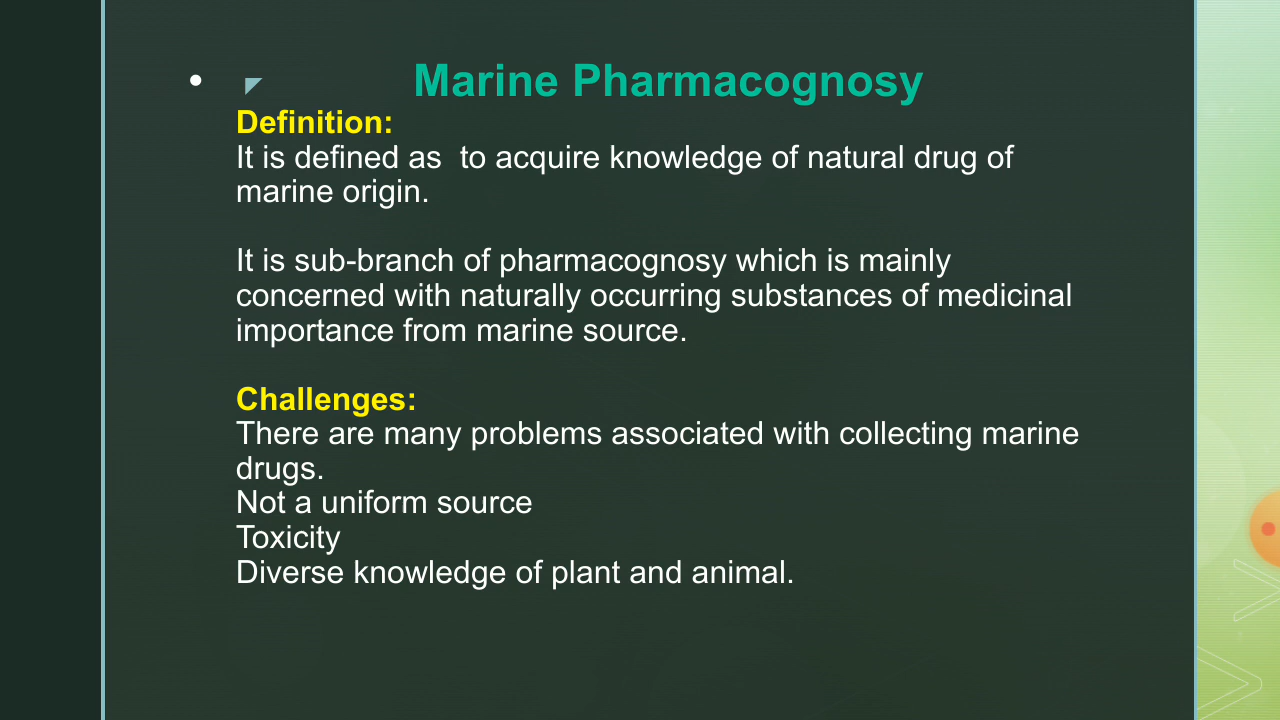 • Marine Pharmacognosy
Definition:
It is defined as  to acquire knowledge of natural drug of
marine origin.
It is sub-branch of pharmacognosy which is mainly
concerned with naturally occurring substances of medicinal
importance from marine source.
Challenges:
There are many problems associated with collecting marine
drugs.
Not a uniform source
Toxicity
Diverse knowledge of plant and animal.